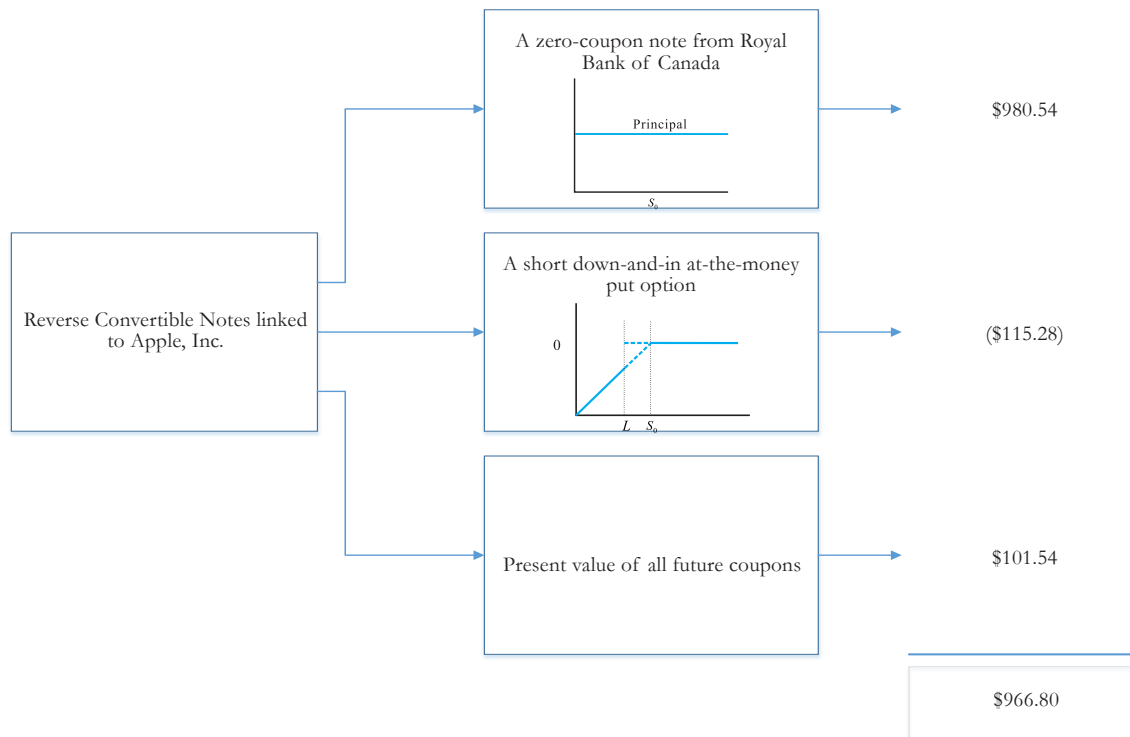 A zero-coupon note from Royal
Bank of Canada
Principal
S₀
$980.54
Reverse Convertible Notes linked
to Apple, Inc.
A short down-and-in at-the-money
put option
0
L S₀
($115.28)
Present value of all future coupons
$101.54
$966.80